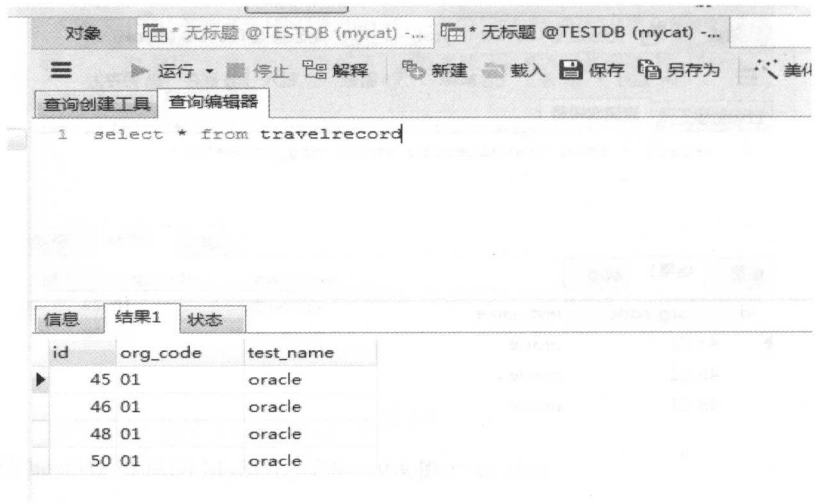 对象 * 无标题 @TESTDB (mycat) -... * 无标题 @TESTDB (mycat) -...
运行 停止 解释 新建 载入 保存 另存为 美化
查询创建工具 查询编辑器
1 select * from travelrecord
信息 结果1 状态
id org_code test_name
45 01 oracle
46 01 oracle
48 01 oracle
50 01 oracle